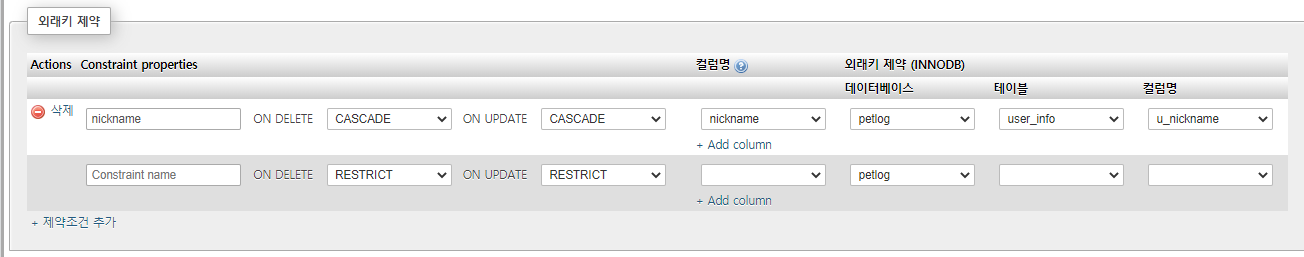 외래키 제약
Actions Constraint properties 컬럼명 외래키 제약 (INNODB)
데이터베이스 테이블 컬럼명
삭제 nickname ON DELETE CASCADE ON UPDATE CASCADE nickname petlog user_info u_nickname
+ Add column
Constraint name ON DELETE RESTRICT ON UPDATE RESTRICT petlog
+ Add column
+ 제약조건 추가